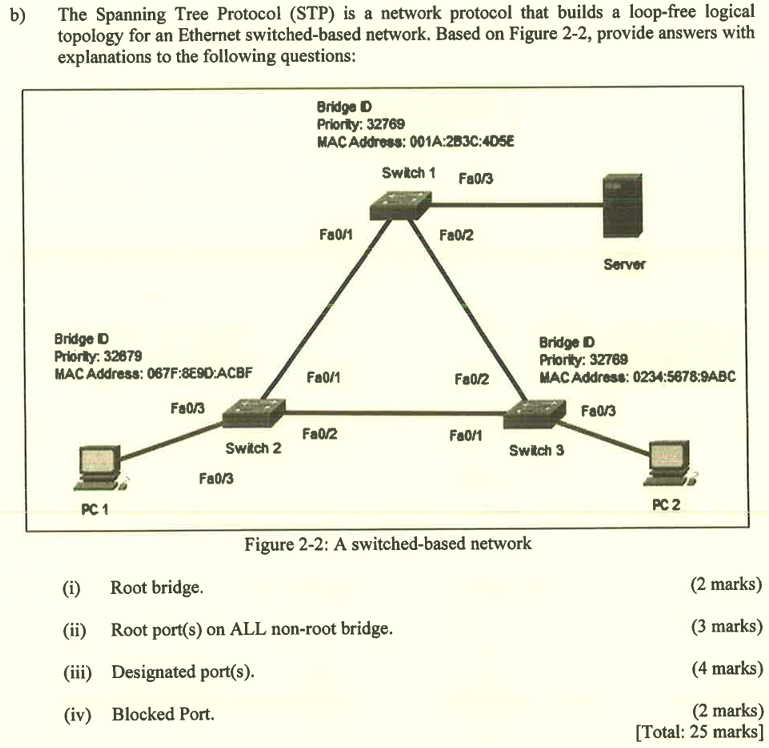 b) The Spanning Tree Protocol (STP) is a network protocol that builds a loop-free logical
topology for an Ethernet switched-based network. Based on Figure 2-2, provide answers with
explanations to the following questions:
Bridge ID
Priority: 32769
MAC Address: 001A:2B3C:4D5E
Switch 1
Fa0/3
Fa0/1
Fa0/2
Server
Bridge ID
Priority: 32679
MAC Address: 067F:8E9D:ACBF
Bridge ID
Priority: 32769
MAC Address: 0234:5678:9ABC
Fa0/1
Fa0/2
Fa0/3
Fa0/3
Switch 2
Fa0/2
Fa0/1
Switch 3
Fa0/3
PC 1
PC 2
Figure 2-2: A switched-based network
(i) Root bridge. (2 marks)
(ii) Root port(s) on ALL non-root bridge. (3 marks)
(iii) Designated port(s). (4 marks)
(iv) Blocked Port. (2 marks)
[Total: 25 marks]